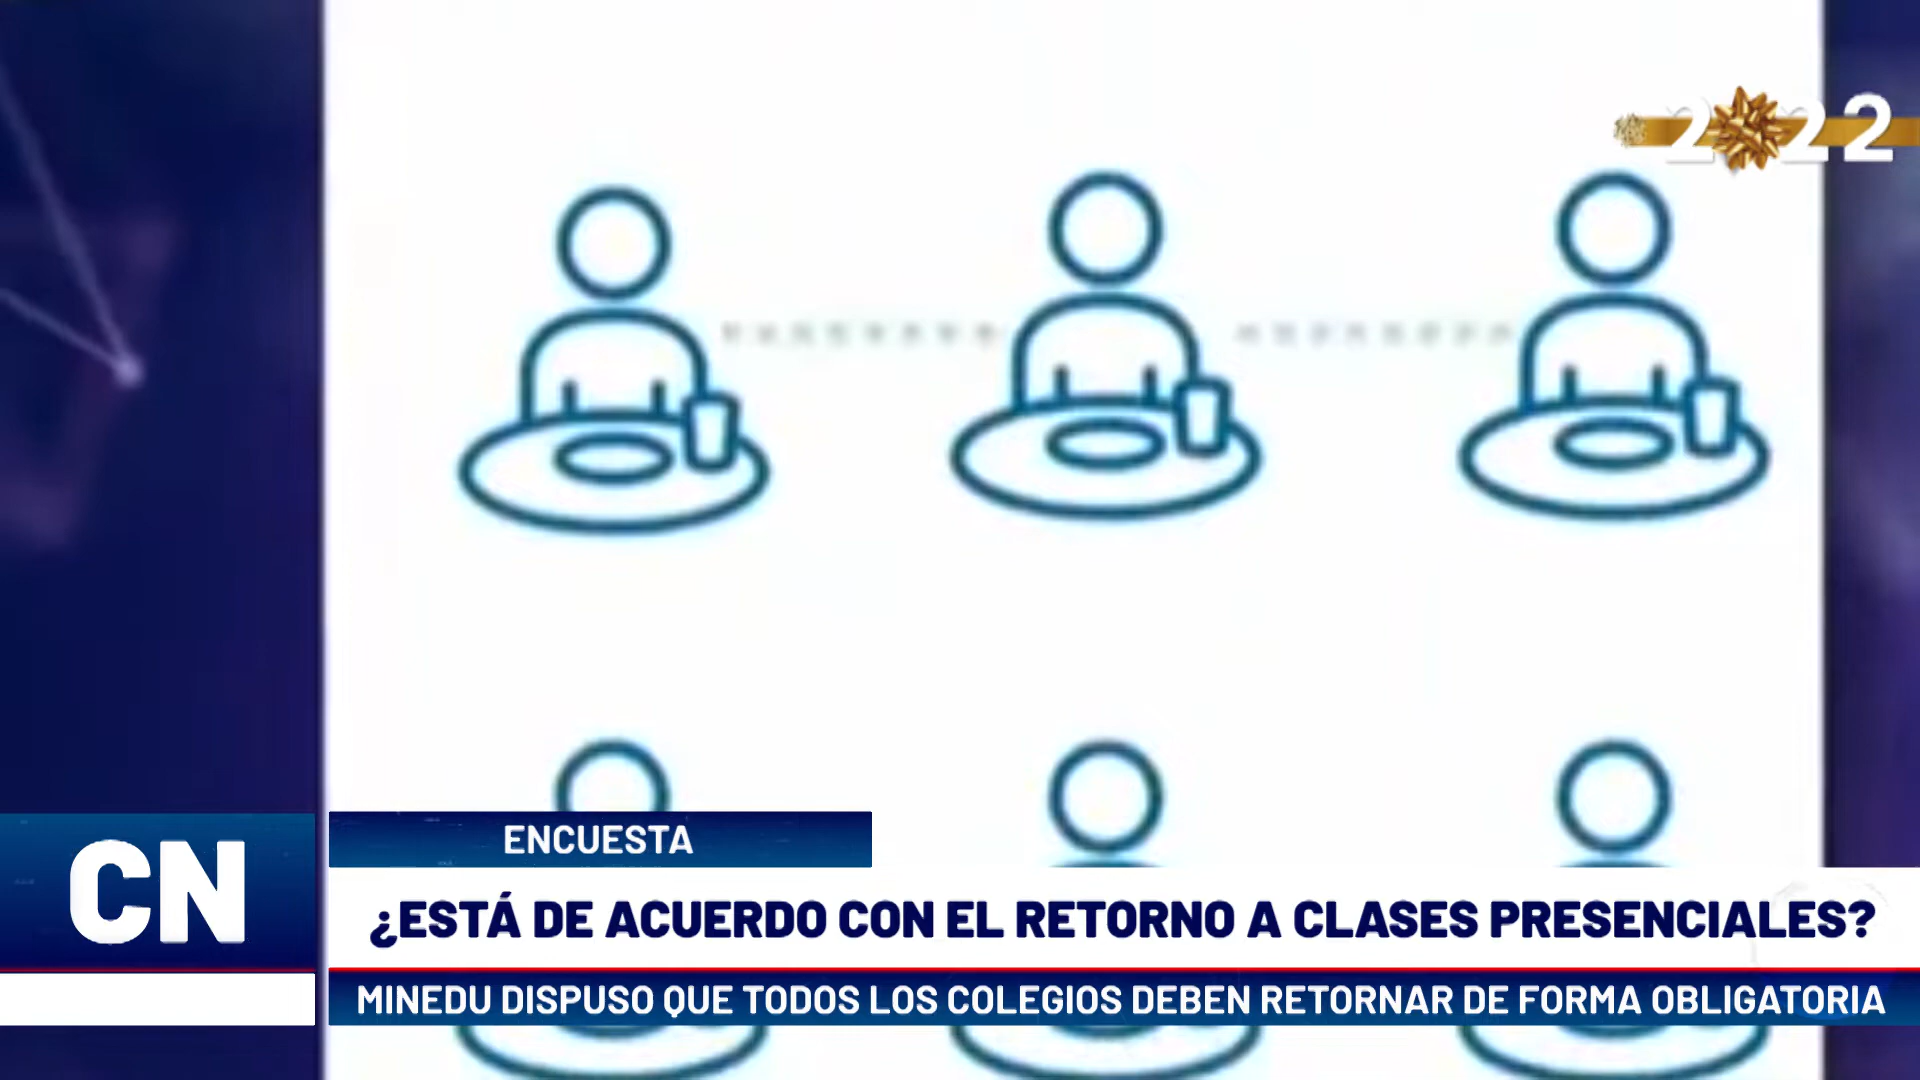 2022
ENCUESTA
CN
¿ESTÁ DE ACUERDO CON EL RETORNO A CLASES PRESENCIALES?
MINEDU DISPUSO QUE TODOS LOS COLEGIOS DEBEN RETORNAR DE FORMA OBLIGATORIA